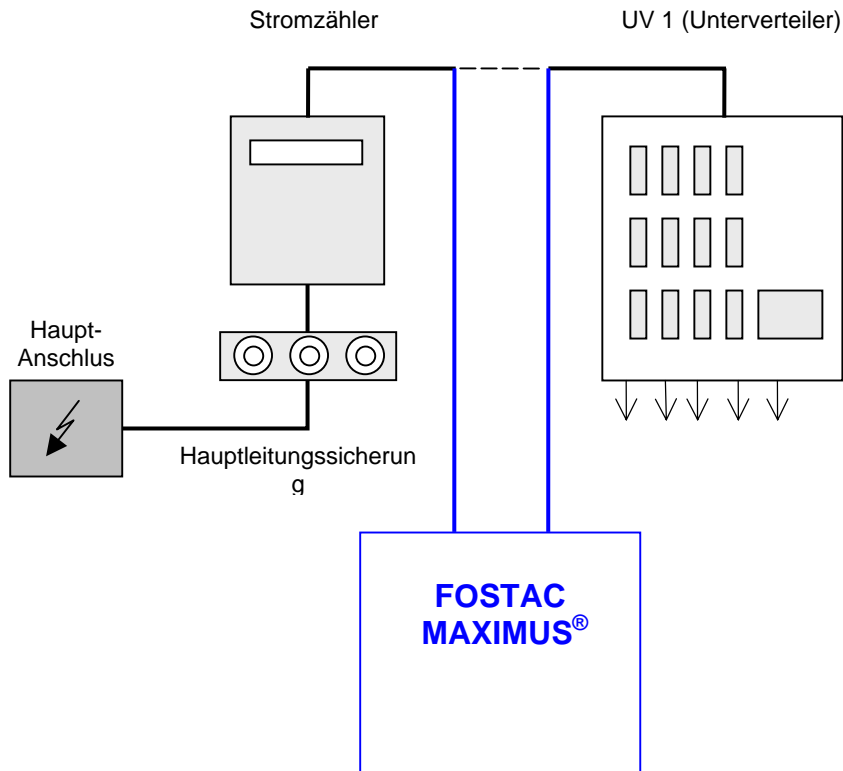 Stromzähler
UV 1 (Unterverteiler)
Haupt-
Anschlus
Hauptleitungssicherun
g
FOSTAC
MAXIMUS®